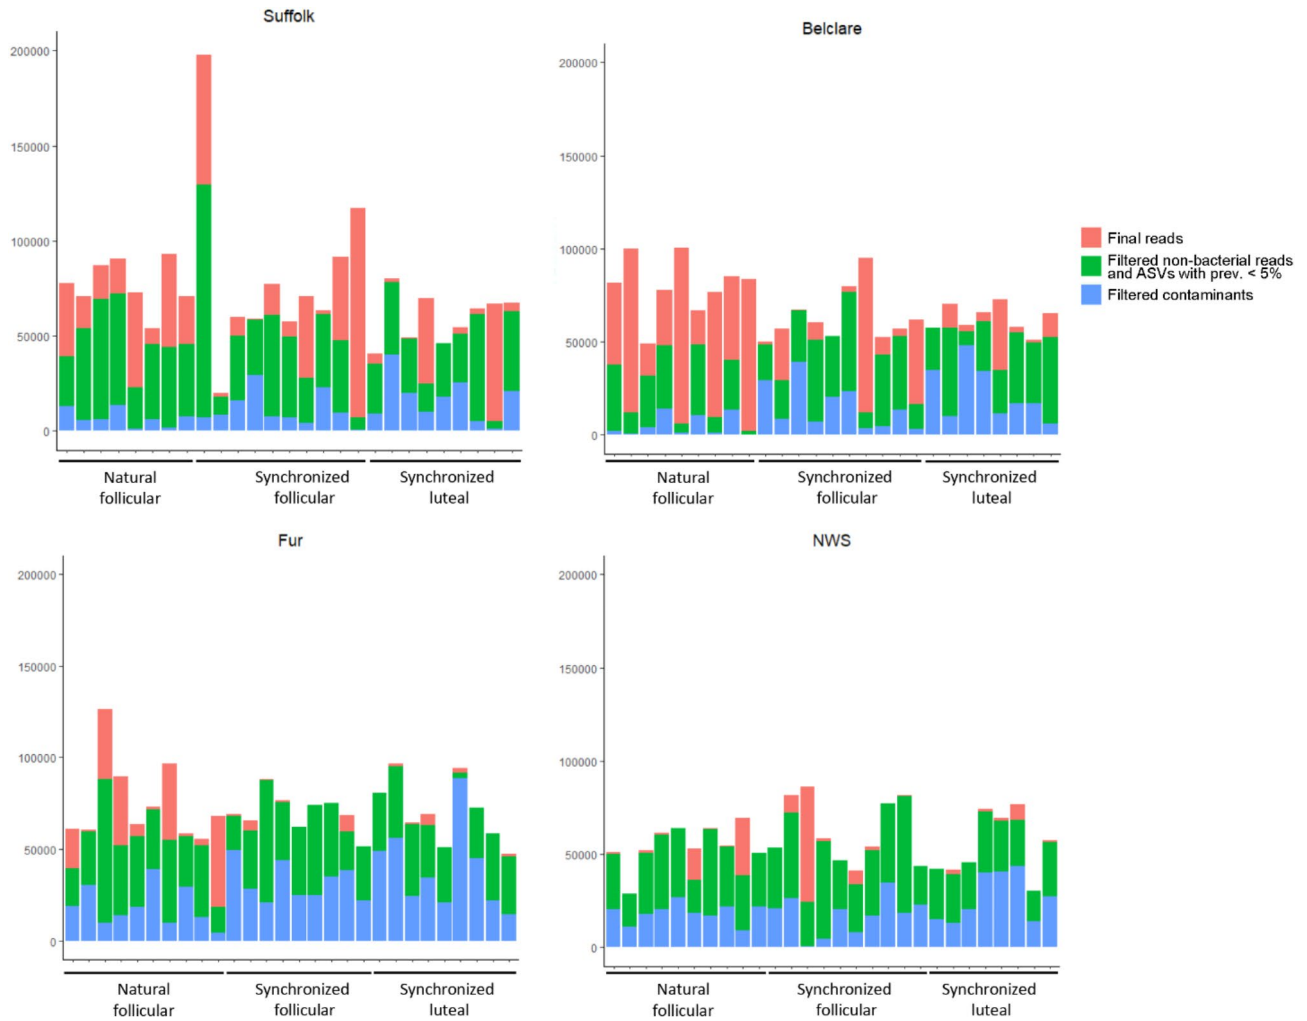 Suffolk
200000
150000
100000
50000
0
Natural
follicular
Synchronized
follicular
Synchronized
luteal
Belclare
200000
150000
100000
50000
0
Natural
follicular
Synchronized
follicular
Synchronized
luteal
Final reads
Filtered non-bacterial reads
and ASVs with prev. < 5%
Filtered contaminants
Fur
200000
150000
100000
50000
0
Natural
follicular
Synchronized
follicular
Synchronized
luteal
NWS
200000
150000
100000
50000
0
Natural
follicular
Synchronized
follicular
Synchronized
luteal